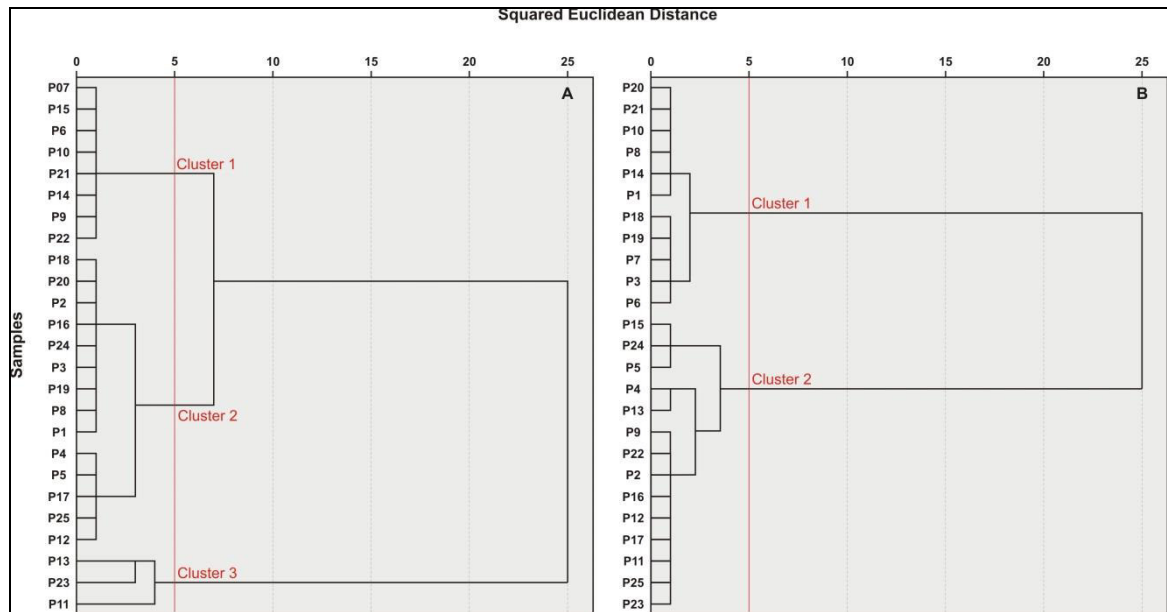 Squared Euclidean Distance
0 5 10 15 20 25
A
P07
P15
P6
P10
P21
P14
P9
P22
P18
P20
P2
P16
P24
P3
P19
P8
P1
P4
P5
P17
P25
P12
P13
P23
P11
Samples
Cluster 1
Cluster 2
Cluster 3
0 5 10 15 20 25
B
P20
P21
P10
P8
P14
P1
P18
P19
P7
P3
P6
P15
P24
P5
P4
P13
P9
P22
P2
P16
P12
P17
P11
P25
P23
Cluster 1
Cluster 2